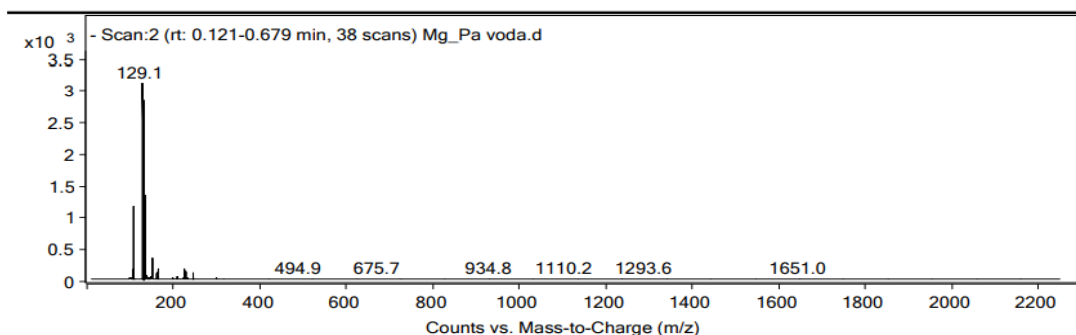 x10 3
- Scan:2 (rt: 0.121-0.679 min, 38 scans) Mg_Pa voda.d
3.5
129.1
3
2.5
2
1.5
1
0.5
494.9 675.7 934.8 1110.2 1293.6 1651.0
0
200 400 600 800 1000 1200 1400 1600 1800 2000 2200
Counts vs. Mass-to-Charge (m/z)